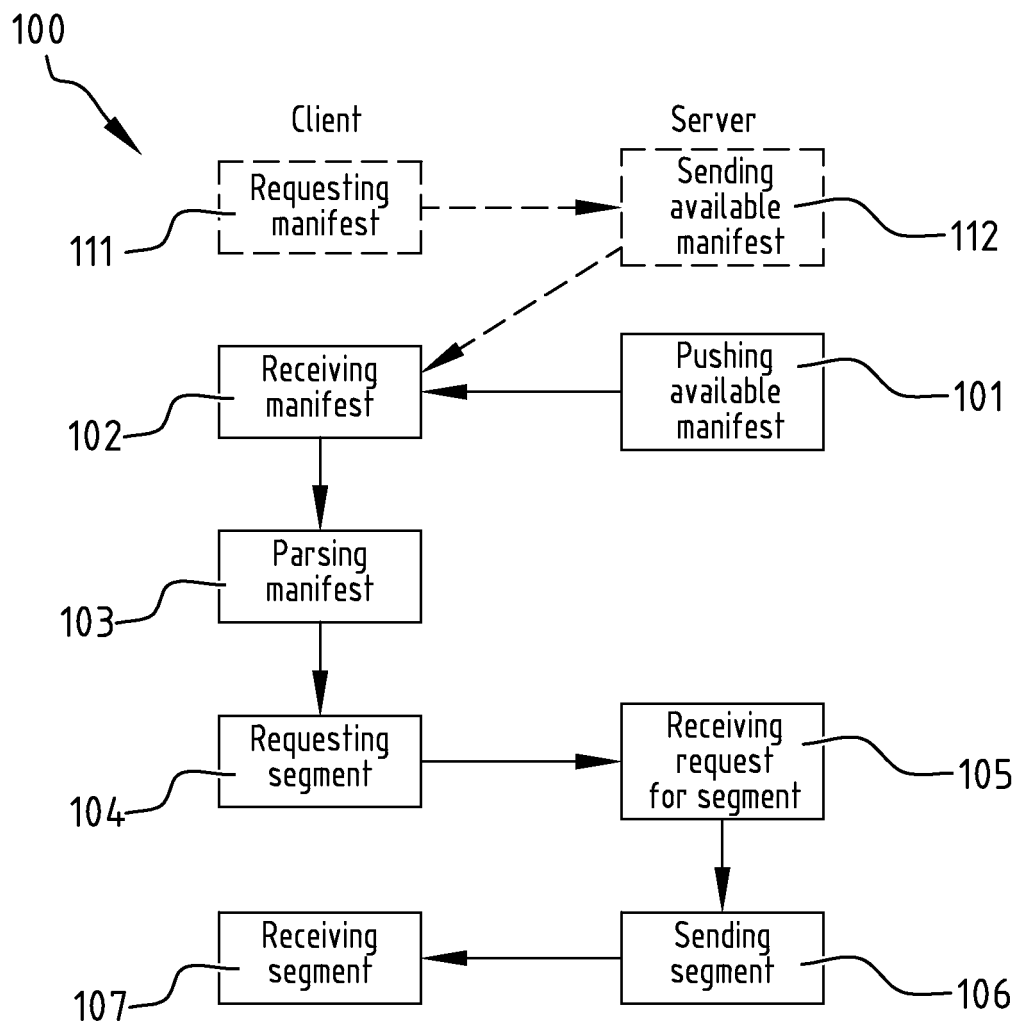 100
Client
Server
Requesting
manifest
111
Sending
available
manifest
112
Receiving
manifest
102
Pushing
available
manifest
101
Parsing
manifest
103
Requesting
segment
104
Receiving
request
for segment
105
Receiving
segment
107
Sending
segment
106